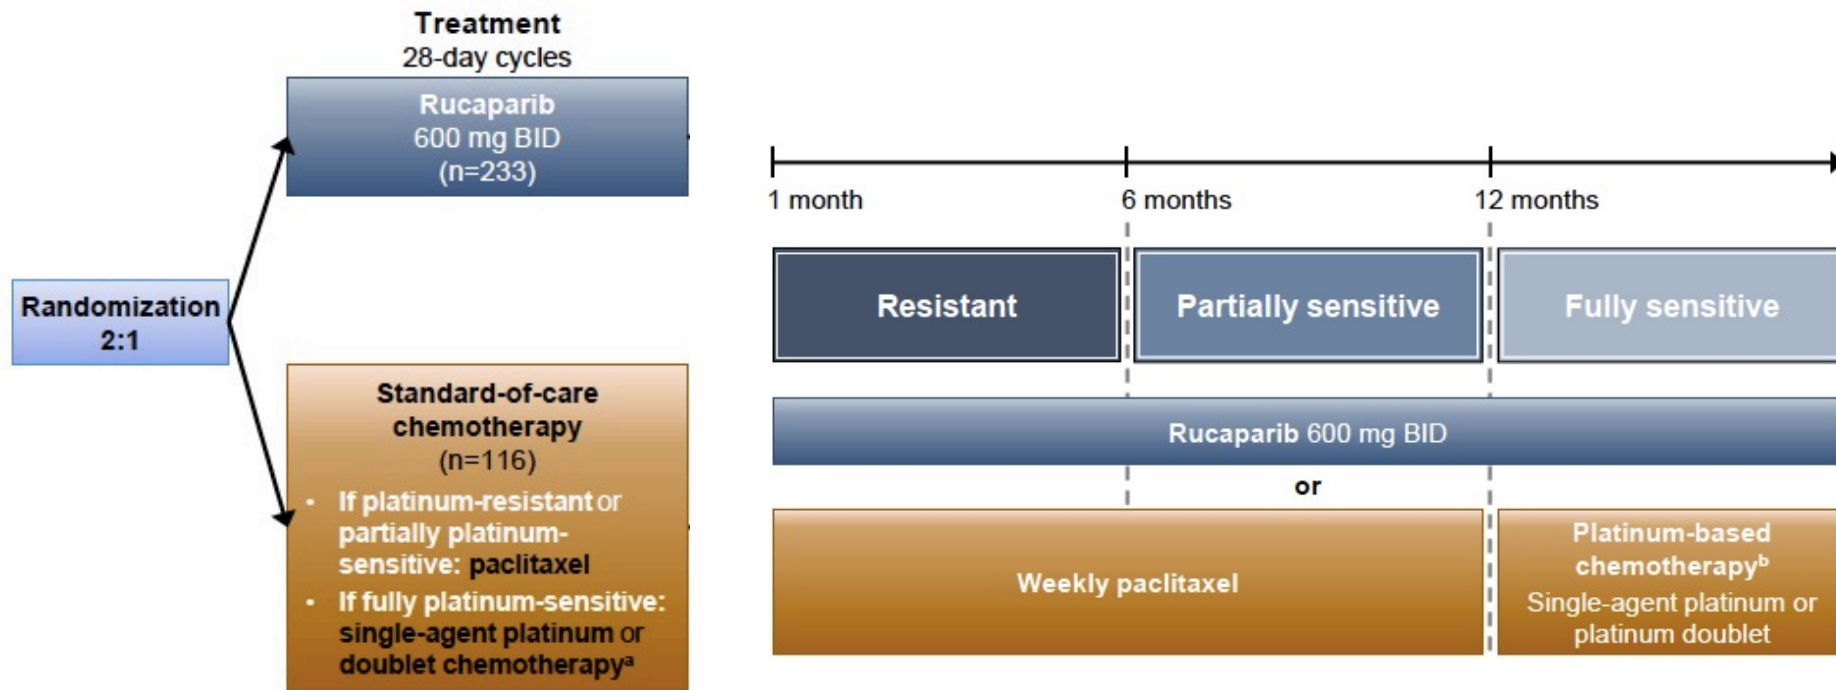 Treatment
28-day cycles
Rucaparib
600 mg BID
(n=233)
Randomization
2:1
Standard-of-care
chemotherapy
(n=116)
• If platinum-resistant or
partially platinum-
sensitive: paclitaxel
• If fully platinum-sensitive:
single-agent platinum or
doublet chemotherapyᵃ
1 month
6 months
12 months
Resistant
Partially sensitive
Fully sensitive
Rucaparib 600 mg BID
or
Weekly paclitaxel
Platinum-based
chemotherapyᵇ
Single-agent platinum or
platinum doublet